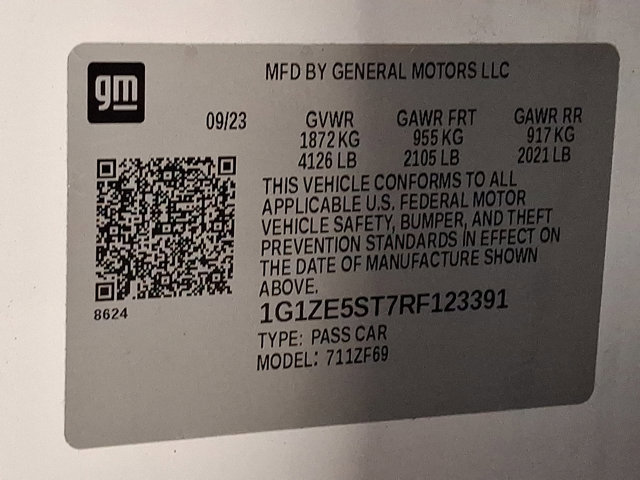 gm
MFD BY GENERAL MOTORS LLC
09/23 GVWR GAWR FRT GAWR RR
1872 KG 955 KG 917 KG
4126 LB 2105 LB 2021 LB
THIS VEHICLE CONFORMS TO ALL
APPLICABLE U.S. FEDERAL MOTOR
VEHICLE SAFETY, BUMPER, AND THEFT
PREVENTION STANDARDS IN EFFECT ON
THE DATE OF MANUFACTURE SHOWN
ABOVE.
8624
1G1ZE5ST7RF123391
TYPE: PASS CAR
MODEL: 711ZF69